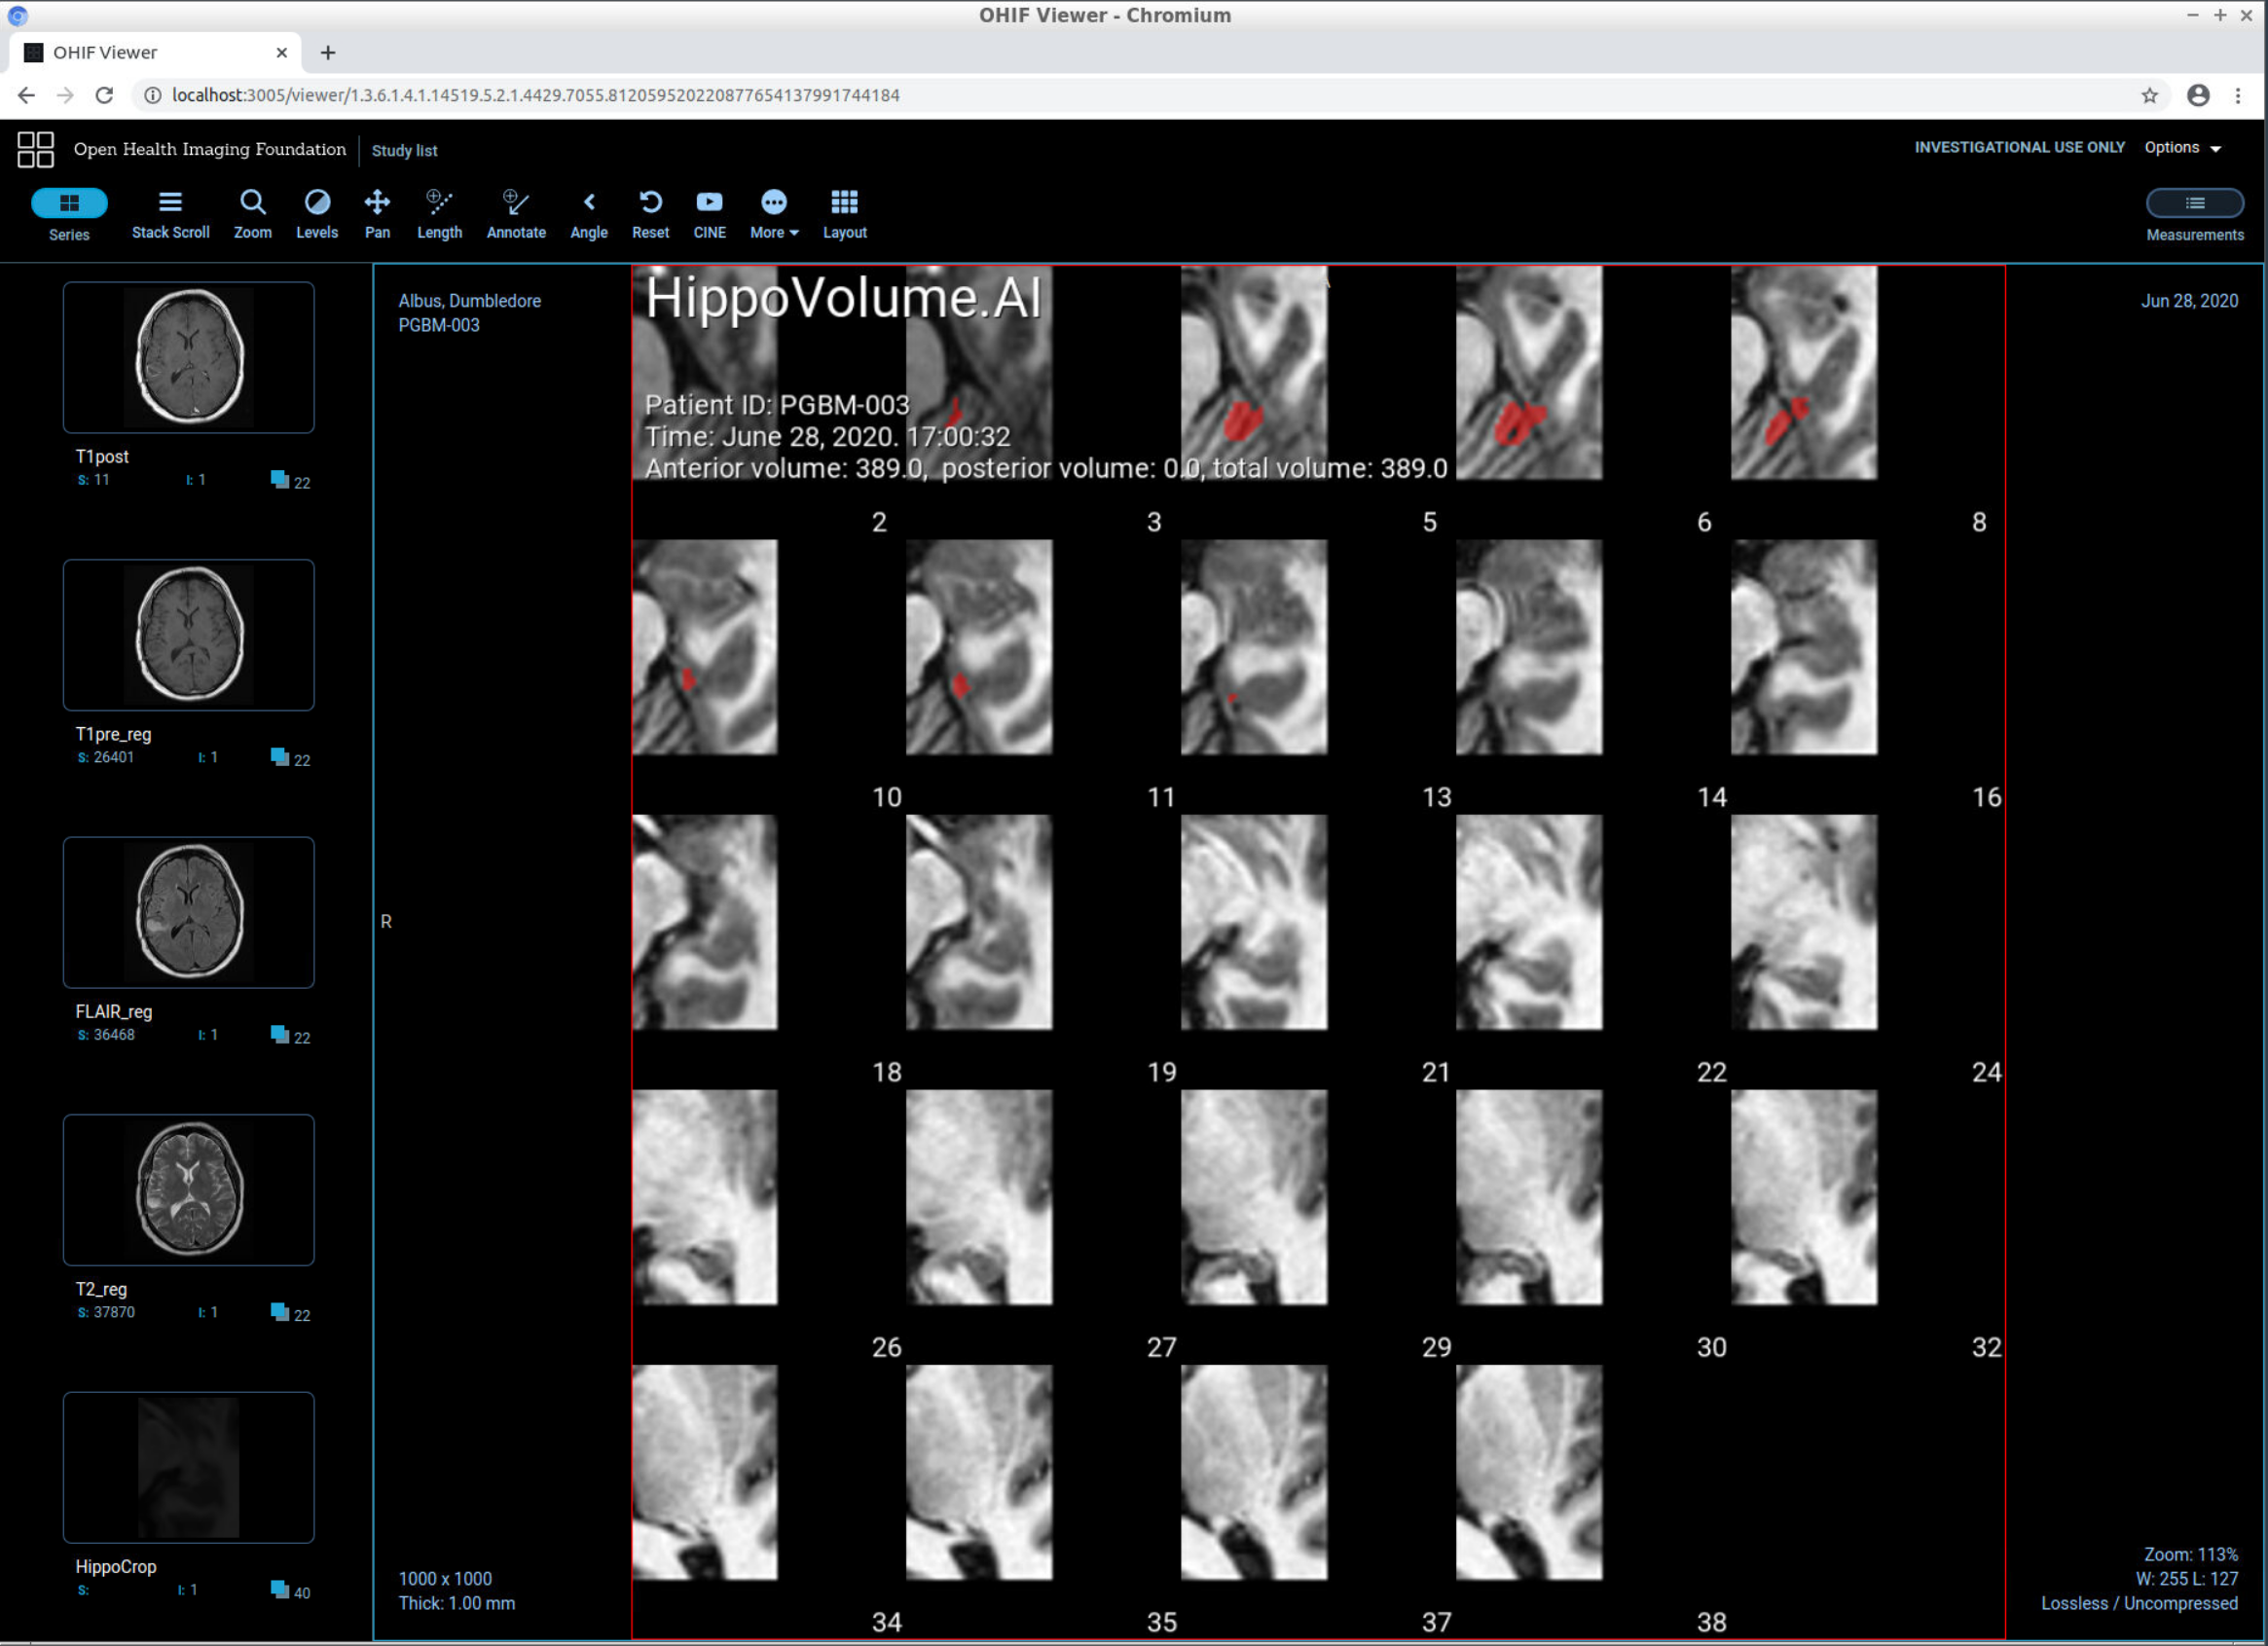 OHIF Viewer - Chromium
OHIF Viewer
localhost:3005/viewer/1.3.6.1.4.1.14519.5.2.1.4429.7055.812059520220877654137991744184
Open Health Imaging Foundation
Study list
INVESTIGATIONAL USE ONLY
Options
Series
Stack Scroll
Zoom
Levels
Pan
Length
Annotate
Angle
Reset
CINE
More
Layout
Measurements
T1post
S: 11 I: 1 22
T1pre_reg
S: 26401 I: 1 22
FLAIR_reg
S: 36468 I: 1 22
T2_reg
S: 37870 I: 1 22
HippoCrop
S: I: 1 40
Albus, Dumbledore
PGBM-003
Jun 28, 2020
R
HippoVolume.AI
Patient ID: PGBM-003
Time: June 28, 2020. 17:00:32
Anterior volume: 389.0, posterior volume: 0.0, total volume: 389.0
2 3 5 6 8
10 11 13 14 16
18 19 21 22 24
26 27 29 30 32
34 35 37 38
1000 x 1000
Thick: 1.00 mm
Zoom: 113%
W: 255 L: 127
Lossless / Uncompressed